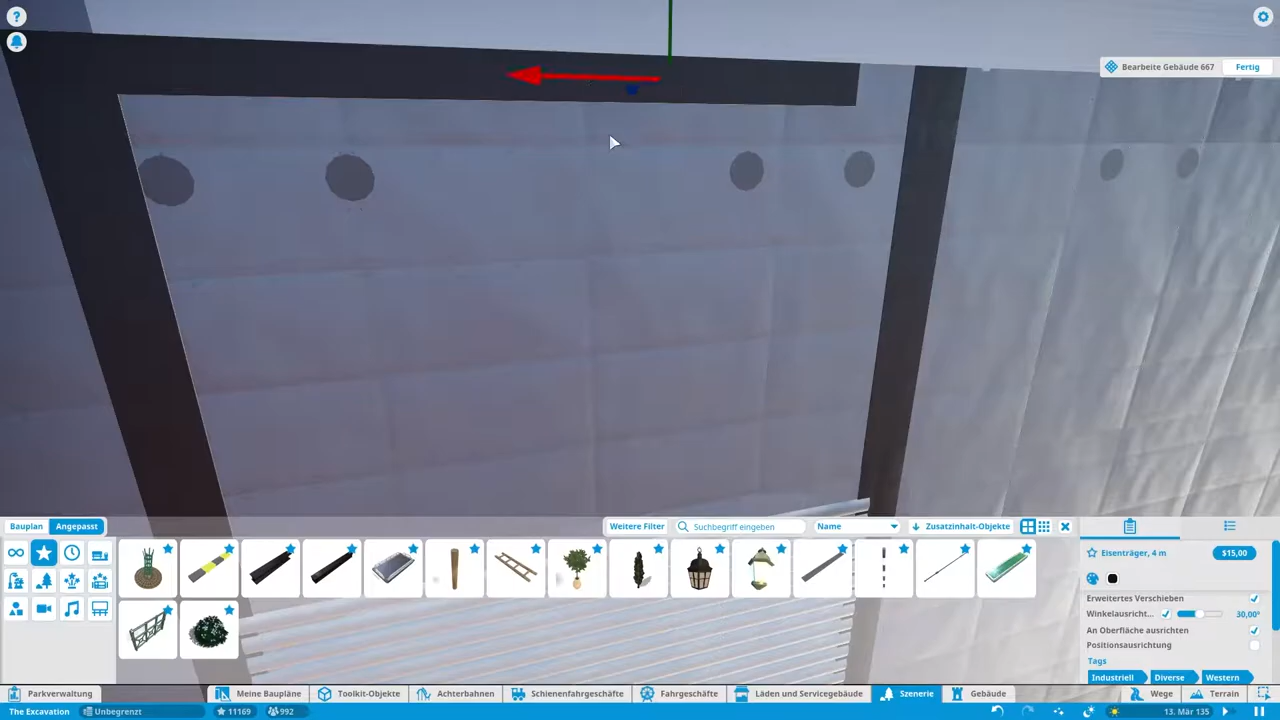 ?
Bearbeite Gebäude 667
Fertig
Bauplan
Angepasst
Weitere Filter
Suchbegriff eingeben
Name
Zusatzinhalt-Objekte
Eisenträger, 4 m
$15,00
Erweitertes Verschieben
Winkelausricht...
30,00°
An Oberfläche ausrichten
Positionsausrichtung
Tags
Industriell
Diverse
Western
Parkverwaltung
Meine Baupläne
Toolkit-Objekte
Achterbahnen
Schienenfahrgeschäfte
Fahrgeschäfte
Läden und Servicegebäude
Szenerie
Gebäude
Wege
Terrain
The Excavation
Unbegrenzt
11169
992
13. Mär 135